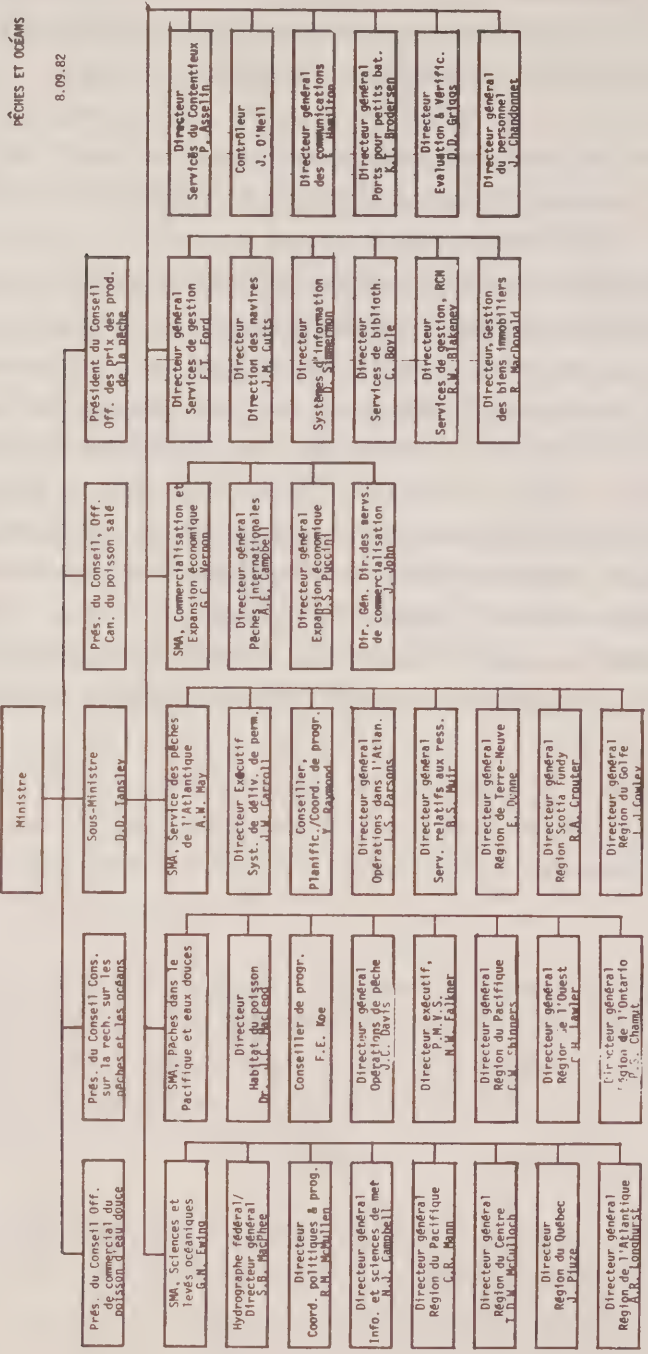 PÊCHES ET OCÉANS
8.09.82
Ministre
Prés. du Conseil Off.
de commercial du
poisson d'eau douce
Prés. du Conseil Cons.
sur la rech. sur les
pêches et les océans
Sous-Ministre
D.D. Tansley
Prés. du Conseil, Off.
Can. du poisson salé
Président du Conseil
Off. des prix des prod.
de la pêche
SMA, Sciences et
levés océaniques
G.N. Ewing
Hydrographe fédéral/
Directeur général
S.B. MacPhee
Directeur
Coord. politiques & prog.
R.M. McMullen
Directeur général
Info. et sciences de mer
N.J. Campbell
Directeur général
Région du Pacifique
C.R. Mann
Directeur général
Région du Centre
T.D.W. McCulloch
Directeur
Région du Québec
J. Piuze
Directeur général
Région de l'Atlantique
A.R. Longhurst
SMA, Pêches dans le
Pacifique et eaux douces
Directeur
Habitat du poisson
Dr. MacLeod
Conseiller de progr.
F.E. Koe
Directeur général
Opérations de pêche
J.C. Davis
Directeur exécutif,
P.M.V.S.
N.W. Falkner
Directeur général
Région du Pacifique
C.W. Shinners
Directeur général
Région de l'Ouest
G.H. Lawler
Directeur général
Région de l'Ontario
Chamut
SMA, Service des pêches
de l'Atlantique
A.W. May
Directeur Exécutif
Syst. de déliv. de perm.
J.W. Carroll
Conseiller,
Planific./Coord. de progr.
Y. Raymond
Directeur général
Opérations dans l'Atlan.
L.S. Parsons
Directeur général
Serv. relatifs aux ress.
B.S. Muir
Directeur général
Région de Terre-Neuve
E. Dunne
Directeur général
Région Scotia Fundy
R.A. Crouter
Directeur général
Région du Golfe
L.J. Cowley
SMA, Commercialisation et
Expansion économique
G.C. Vernon
Directeur général
Pêches Internationales
A.E. Campbell
Directeur général
Expansion économique
D.S. Puccini
Dir. Gén. Dir.des servs.
de commercialisation
J. John
Directeur général
Services de gestion
F.T. Ford
Directeur
Direction des navires
J.M. Cutts
Directeur
Systèmes d'information
D. Simmermon
Directeur
Services de biblioth.
C. Boyle
Directeur
Services de gestion, RCN
R.W. Blakeney
Directeur, Gestion
des biens immobiliers
R. MacDonald
Directeur
Services du Contentieux
P. Asselin
Contrôleur
J. O'Neil
Directeur général
des communications
Hamilton
Directeur général
Ports pour petits bat.
Brodersen
Directeur
Evaluation & Vérific.
D.D. Griggs
Directeur général
du personnel
J. Chandonnet